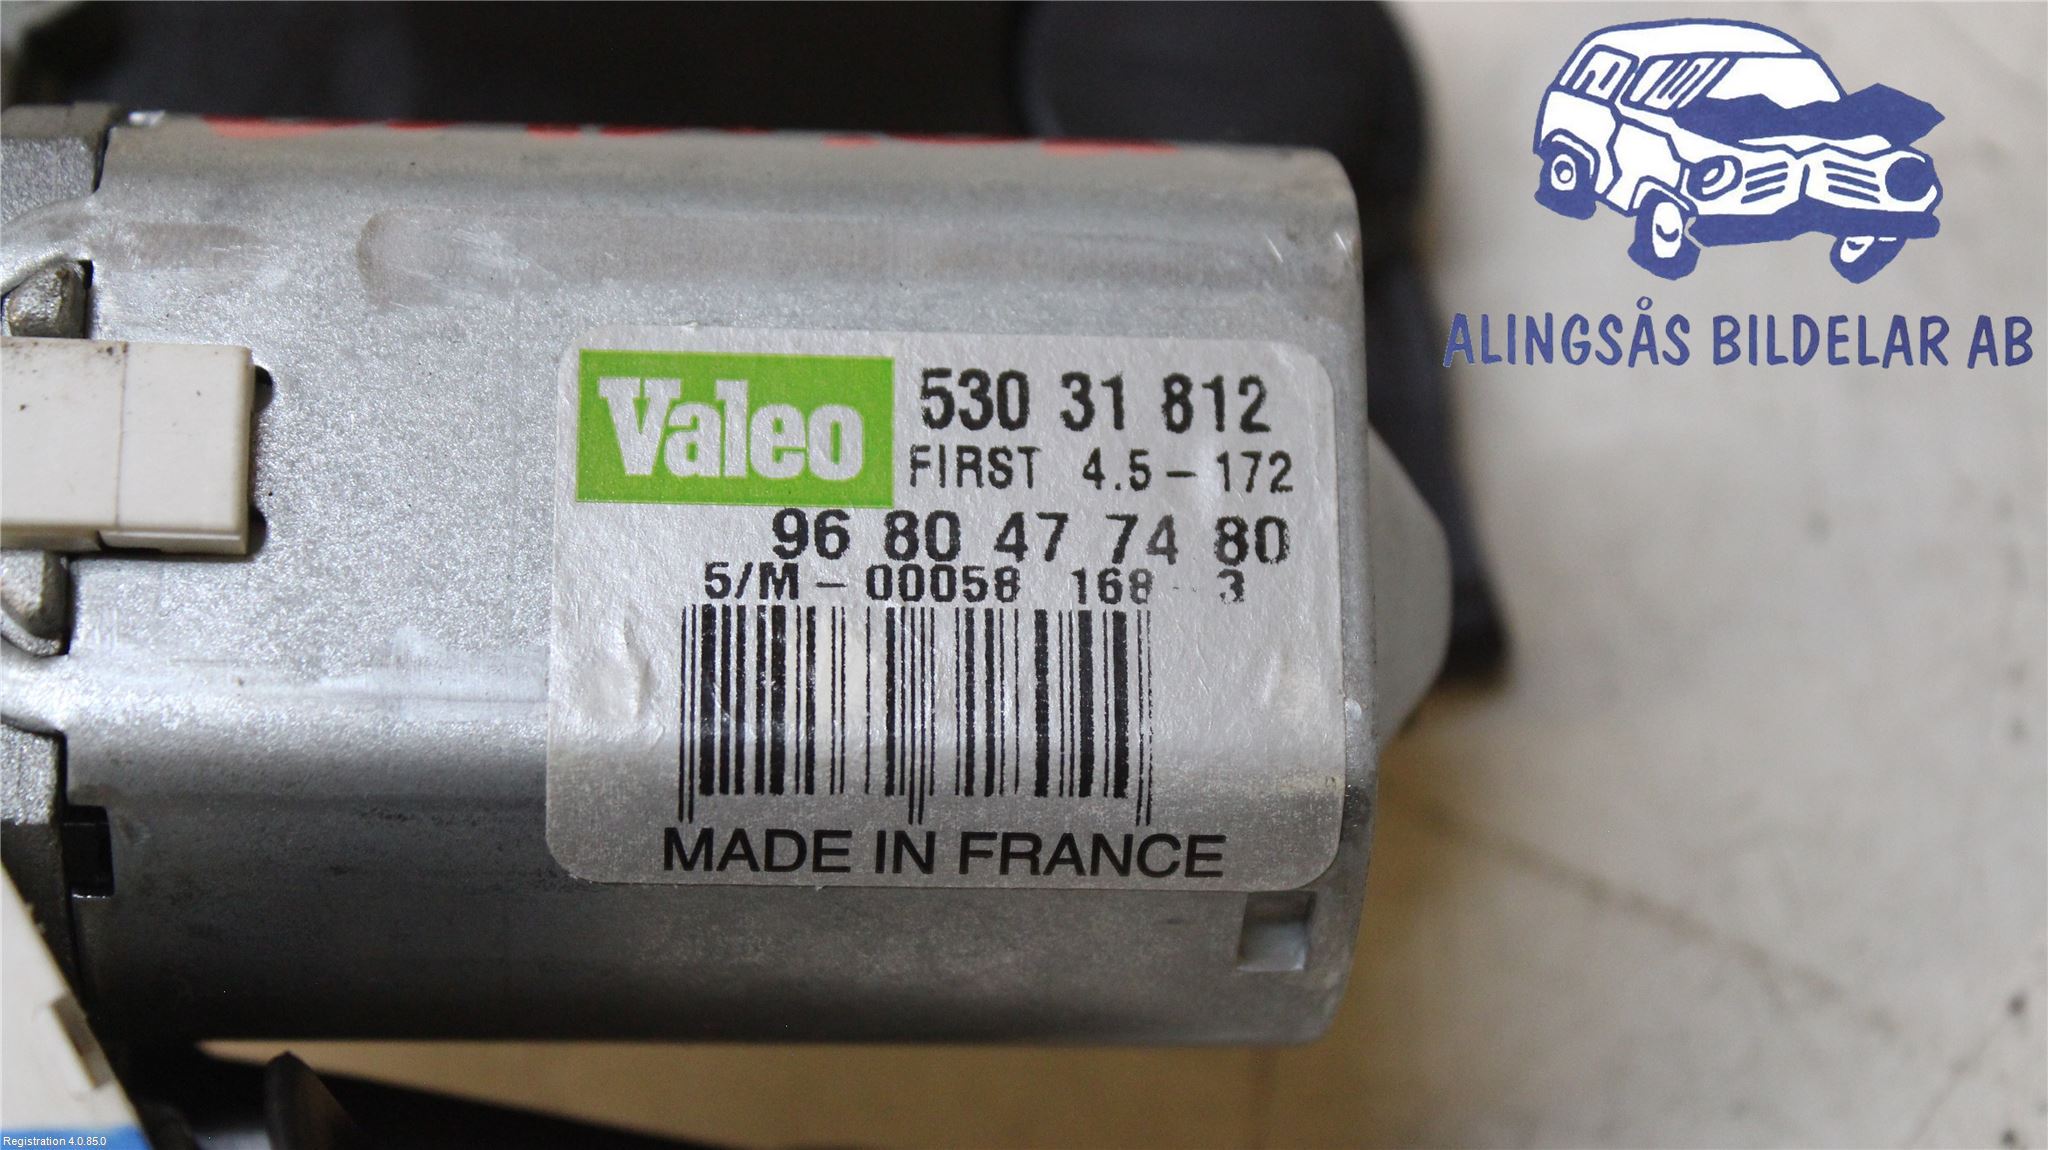 ALINGSÅS BILDELAR AB
Valeo
530 31 812
FIRST 4.5-172
96 80 47 74 80
5/M-00058 168-3
MADE IN FRANCE
Registration 4.0.85.0